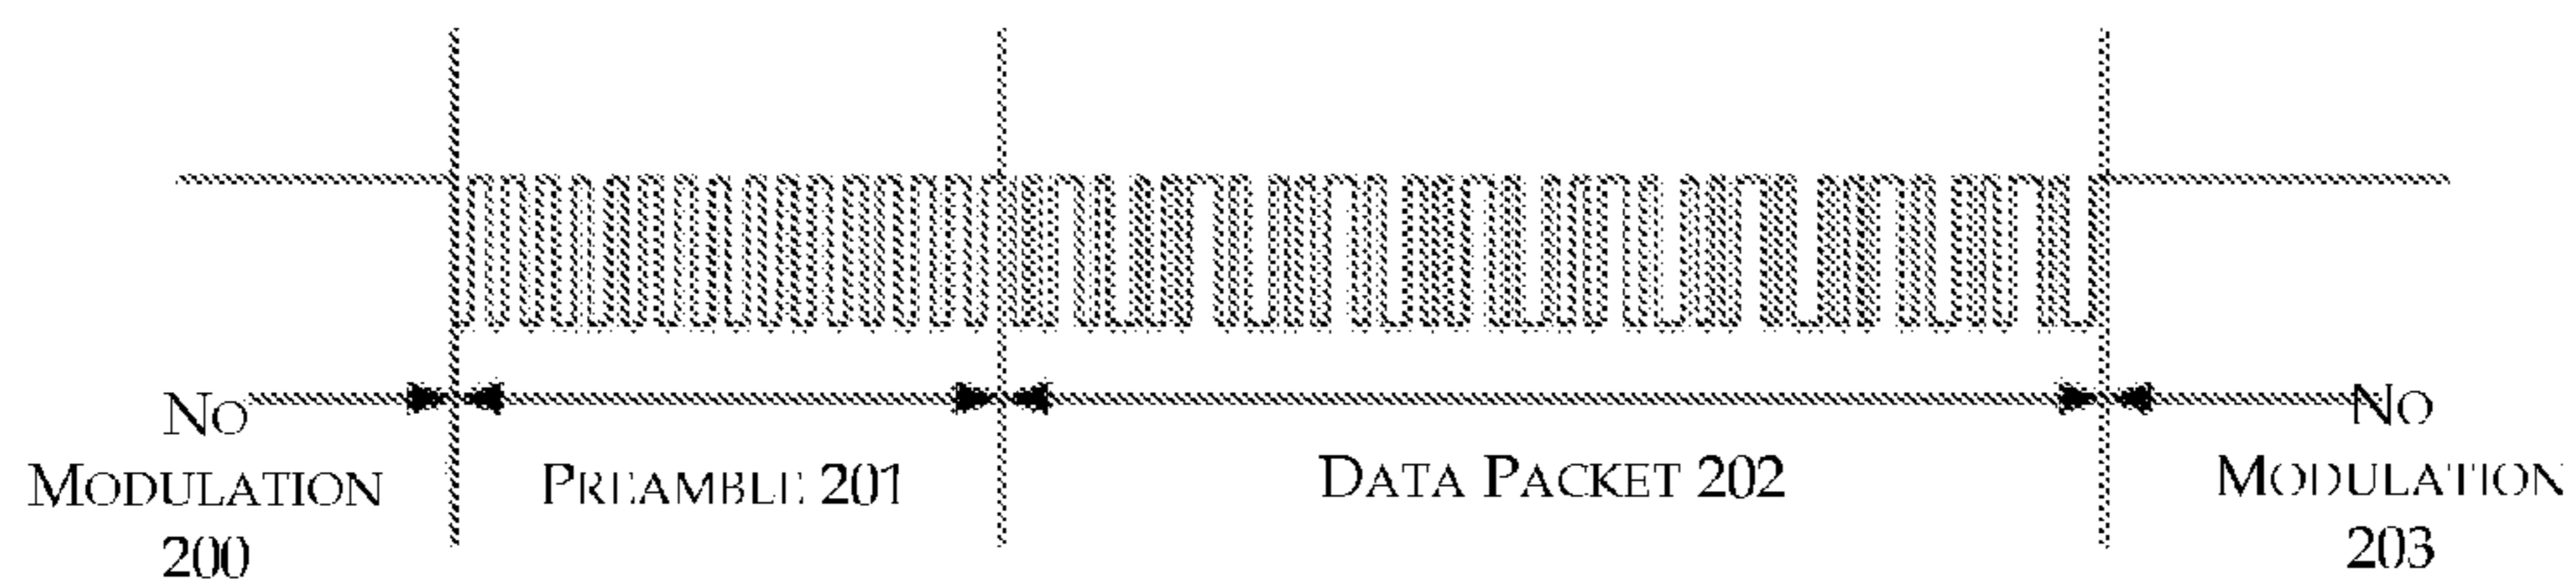 NO
MODULATION
200
PREAMBLE 201
DATA PACKET 202
NO
MODULATION
203